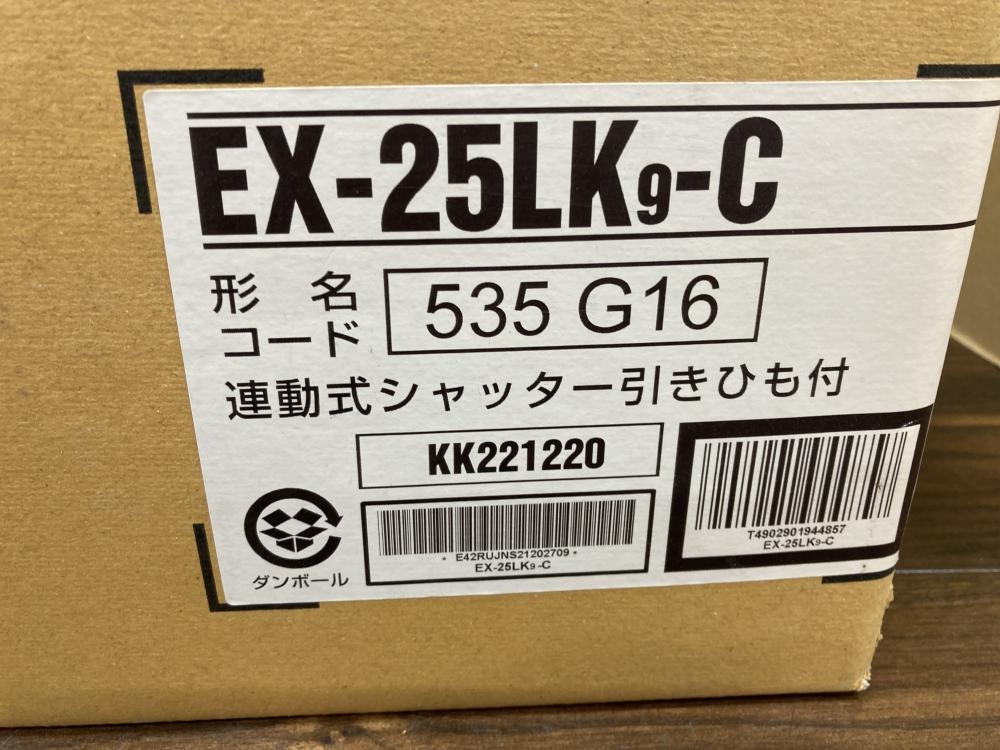 EX-25LK9-C
形 名
コード
535 G16
連動式シャッター引きひも付
KK221220
T4902901944857
EX-25LK9-C
* E42RUJNS21202709 *
EX-25LK9-C
ダンボール